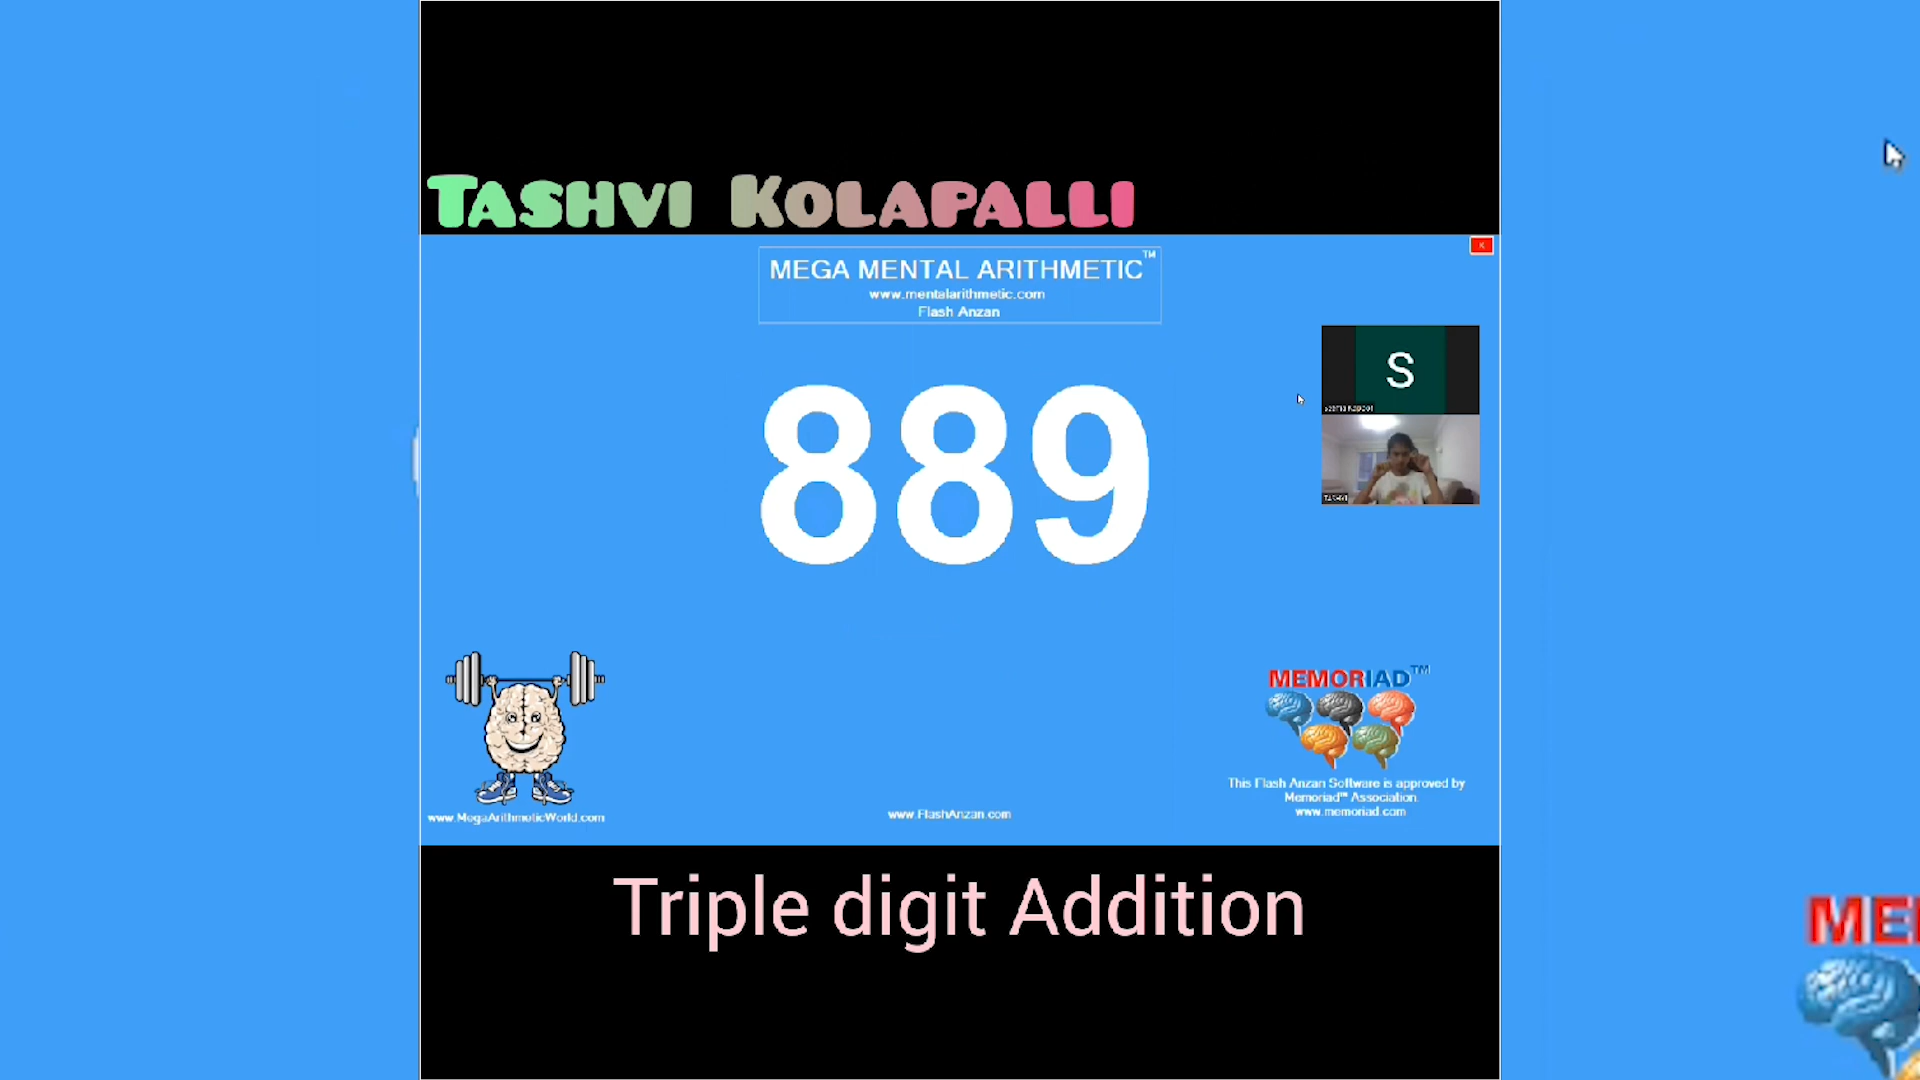 TASHVI KOLAPALLI
MEGA MENTAL ARITHMETIC™
www.mentalarithmetic.com
Flash Anzan
889
S
TASHVI
MEMORIAD™
This Flash Anzan Software is approved by
Memoriad™ Association.
www.memoriad.com
www.MegaArithmeticWorld.com
www.FlashAnzan.com
Triple digit Addition